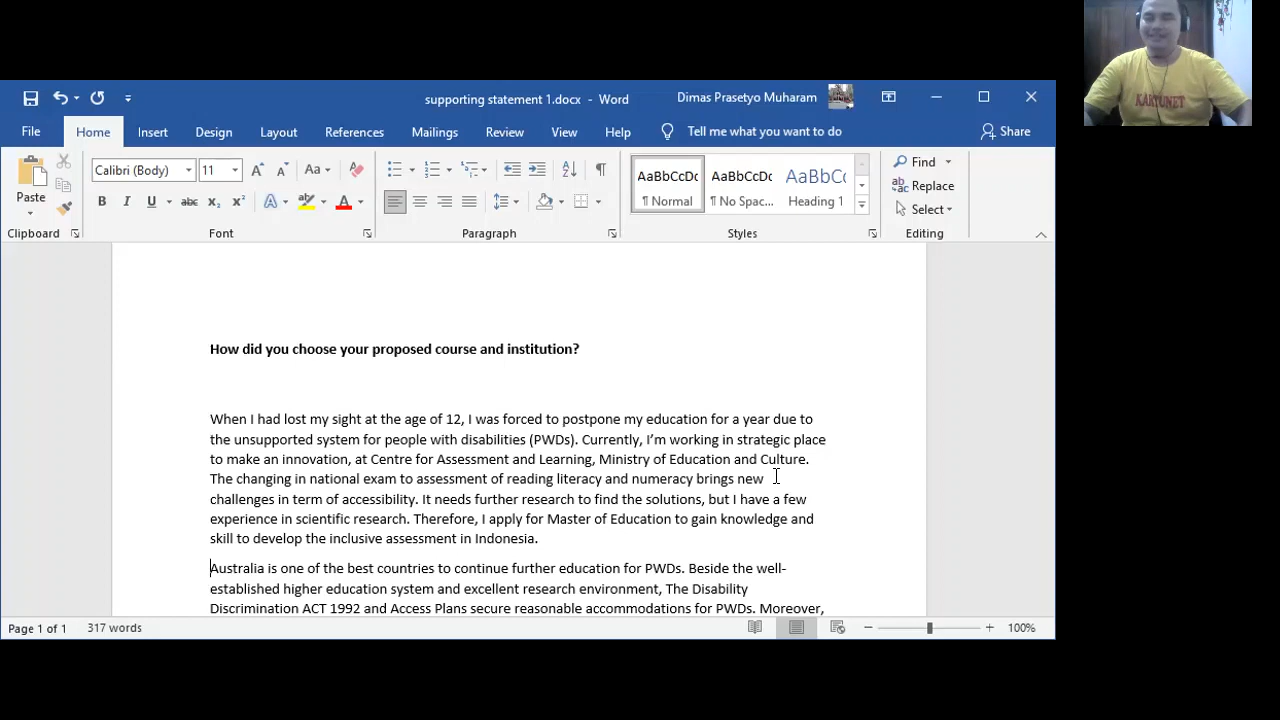 supporting statement 1.docx - Word
Dimas Prasetyo Muharam
File Home Insert Design Layout References Mailings Review View Help Tell me what you want to do Share
Paste
Clipboard
Calibri (Body) 11
Aa
B I U abc X₂ X² A A
Font
Paragraph
AaBbCcDc AaBbCcDc AaBbC
¶ Normal ¶ No Spac... Heading 1
Styles
Find
Replace
Select
Editing
KARTUNET
How did you choose your proposed course and institution?
When I had lost my sight at the age of 12, I was forced to postpone my education for a year due to
the unsupported system for people with disabilities (PWDs). Currently, I'm working in strategic place
to make an innovation, at Centre for Assessment and Learning, Ministry of Education and Culture.
The changing in national exam to assessment of reading literacy and numeracy brings new
challenges in term of accessibility. It needs further research to find the solutions, but I have a few
experience in scientific research. Therefore, I apply for Master of Education to gain knowledge and
skill to develop the inclusive assessment in Indonesia.
Australia is one of the best countries to continue further education for PWDs. Beside the well-
established higher education system and excellent research environment, The Disability
Discrimination ACT 1992 and Access Plans secure reasonable accommodations for PWDs. Moreover,
Page 1 of 1 317 words 100%